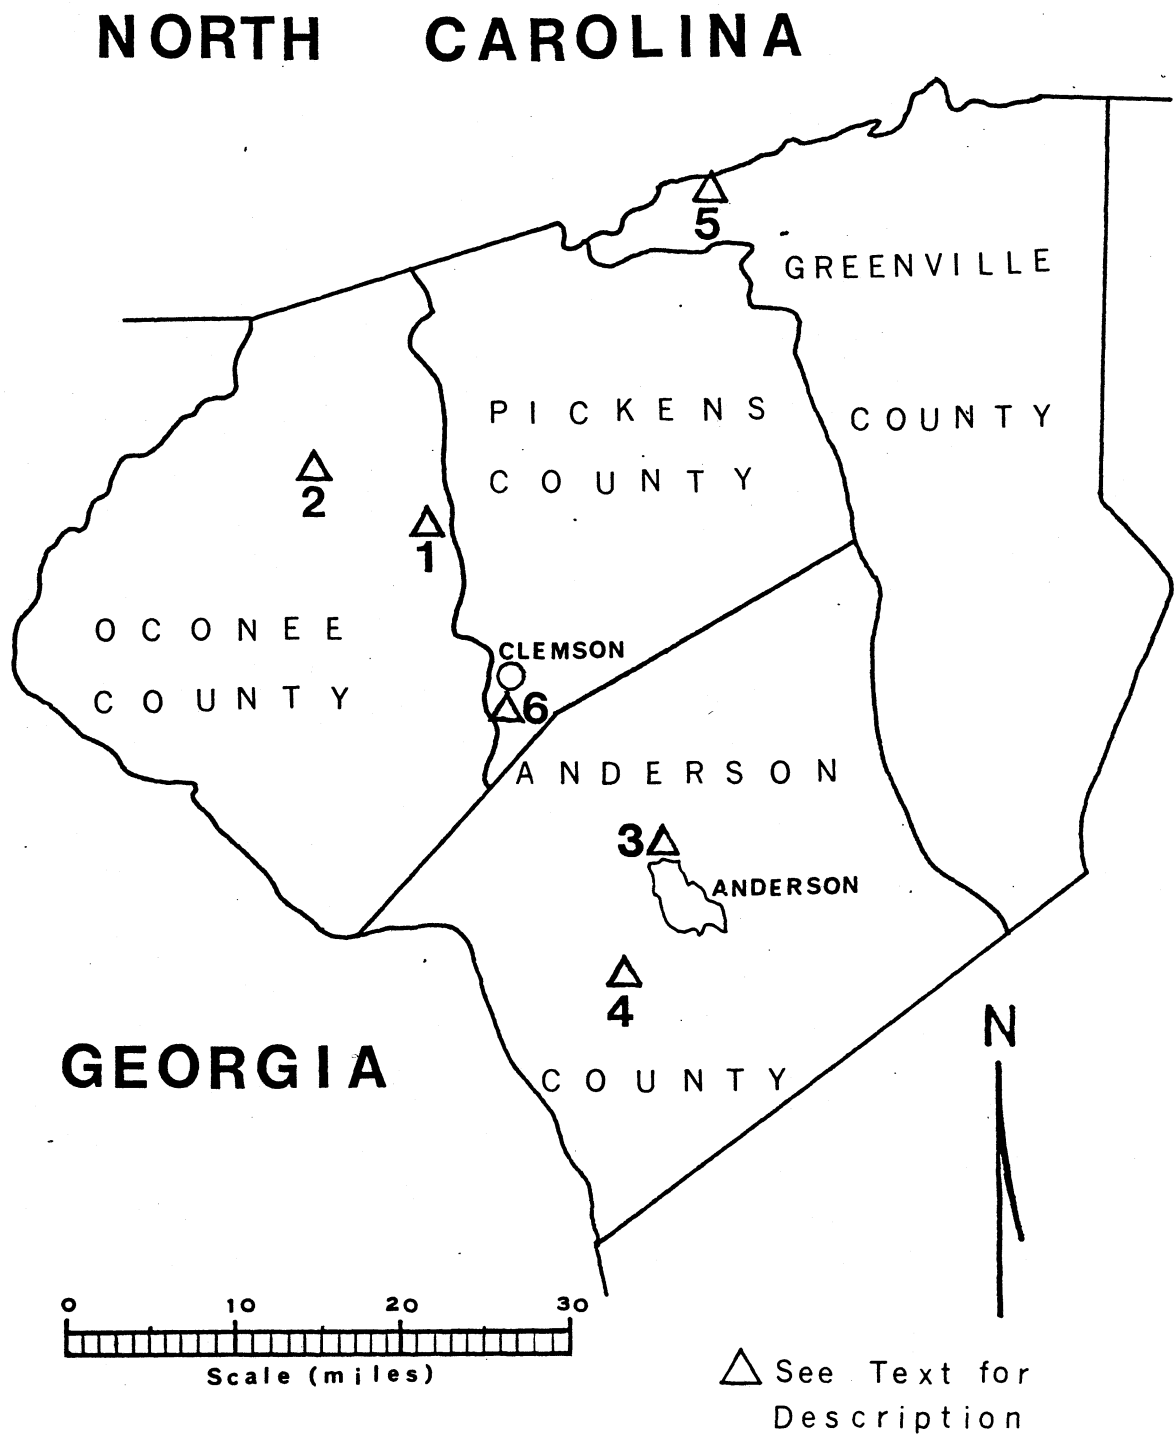 NORTH CAROLINA
5
GREENVILLE
PICKENS
COUNTY
COUNTY
2
1
OCONEE
COUNTY
CLEMSON
6
ANDERSON
3
ANDERSON
4
N
GEORGIA
COUNTY
0 10 20 30
Scale (miles)
See Text for
Description